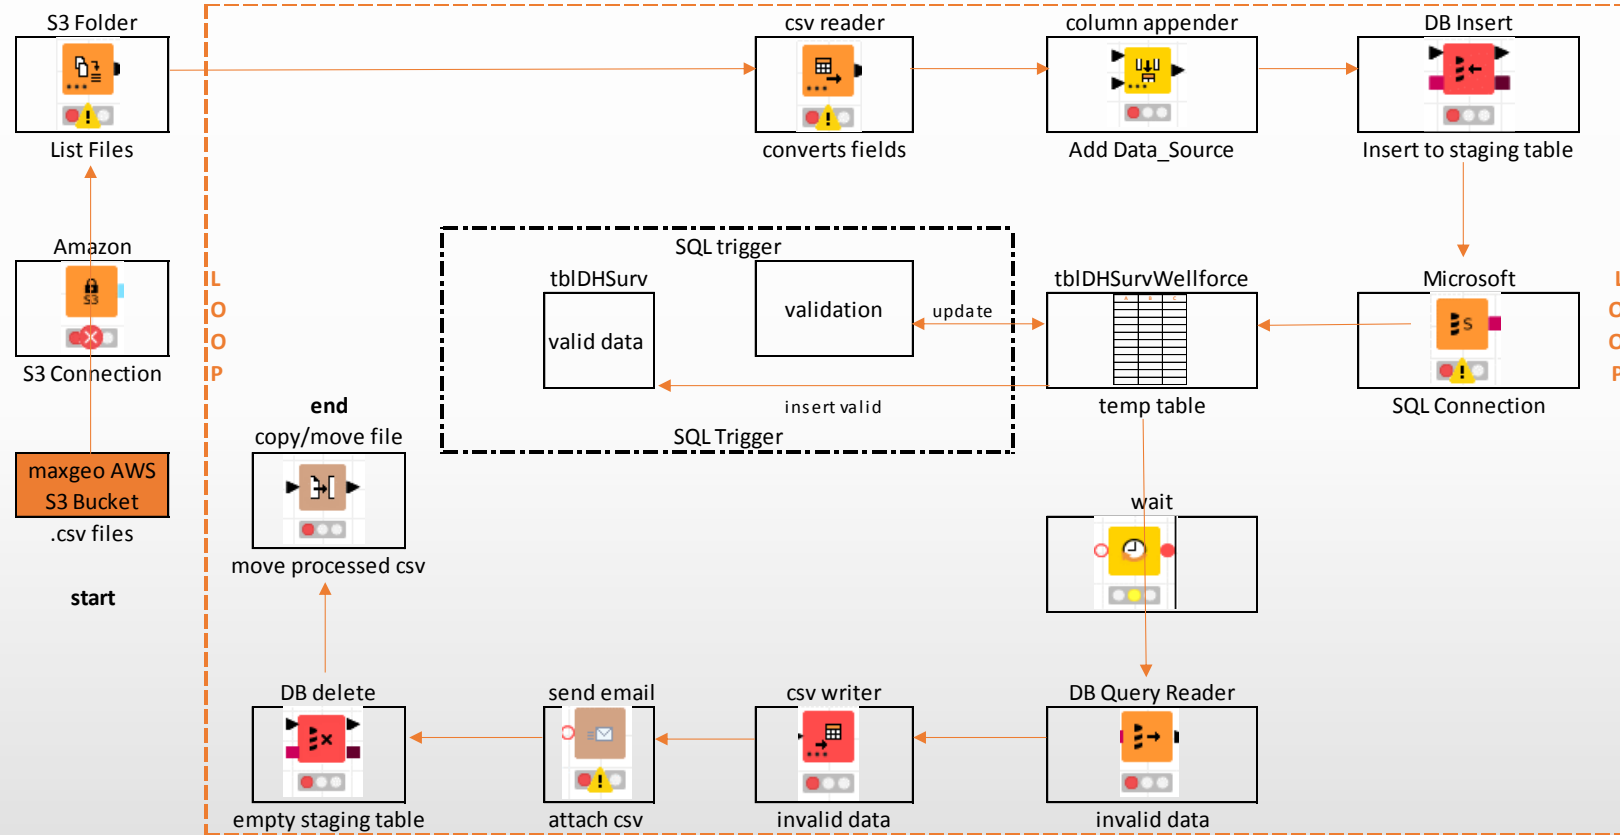 S3 Folder
List Files
Amazon
S3
S3 Connection
maxgeo AWS
S3 Bucket
.csv files
start
L
O
O
P
csv reader
converts fields
column appender
Add Data_Source
DB Insert
Insert to staging table
SQL trigger
tblDHSurv
valid data
validation
update
insert valid
SQL Trigger
tblDHSurvWellforce
A B C
temp table
Microsoft
S
SQL Connection
L
O
O
P
end
copy/move file
move processed csv
wait
DB delete
empty staging table
send email
attach csv
csv writer
invalid data
DB Query Reader
invalid data